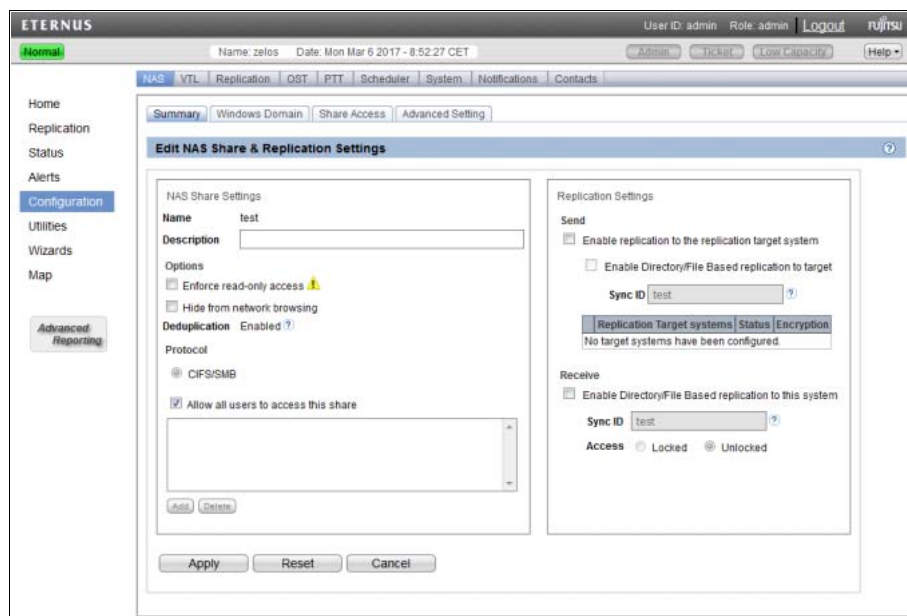 ETERNUS
User ID: admin Role: admin Logout FUJITSU
Normal Name: zelos Date: Mon Mar 6 2017 - 8:52:27 CET Admin Ticket Low Capacity Help
NAS VTL Replication OST PTT Scheduler System Notifications Contacts
Home
Replication
Status
Alerts
Configuration
Utilities
Wizards
Map
Advanced
Reporting
Summary Windows Domain Share Access Advanced Setting
Edit NAS Share & Replication Settings ?
NAS Share Settings
Name test
Description
Options
Enforce read-only access
Hide from network browsing
Deduplication Enabled ?
Protocol
CIFS/SMB
Allow all users to access this share
Add Delete
Replication Settings
Send
Enable replication to the replication target system
Enable Directory/File Based replication to target
Sync ID test ?
Replication Target systems Status Encryption
No target systems have been configured.
Receive
Enable Directory/File Based replication to this system
Sync ID test ?
Access Locked Unlocked
Apply Reset Cancel